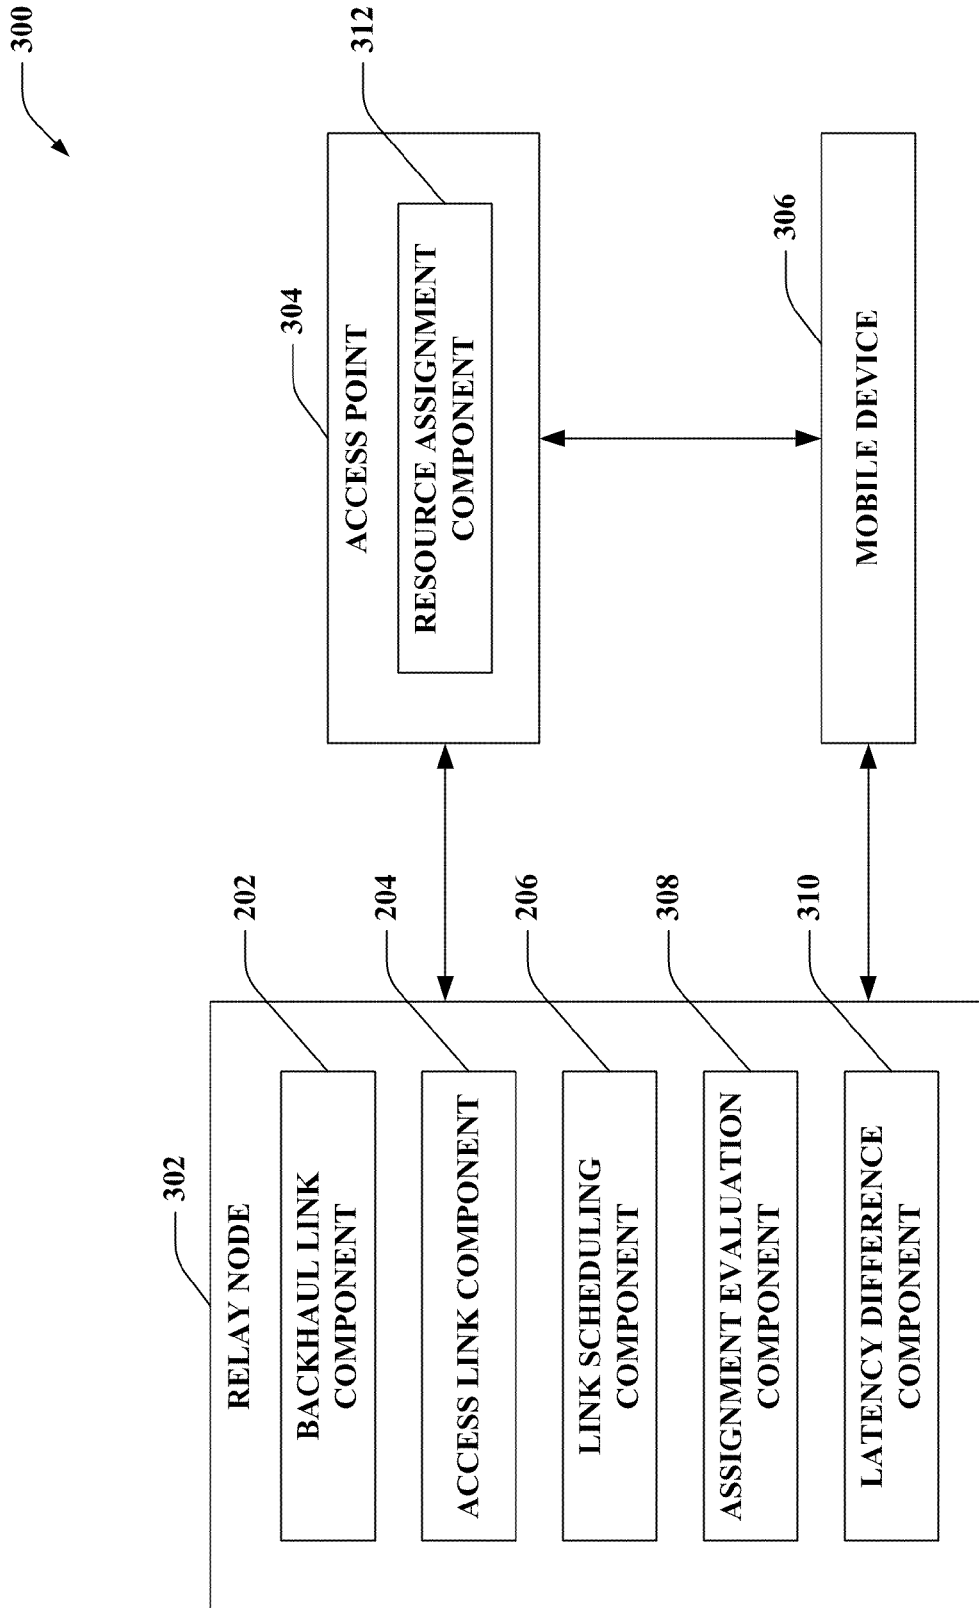 300
302
RELAY NODE
202
BACKHAUL LINK
COMPONENT
204
ACCESS LINK COMPONENT
206
LINK SCHEDULING
COMPONENT
308
ASSIGNMENT EVALUATION
COMPONENT
310
LATENCY DIFFERENCE
COMPONENT
304
ACCESS POINT
312
RESOURCE ASSIGNMENT
COMPONENT
306
MOBILE DEVICE